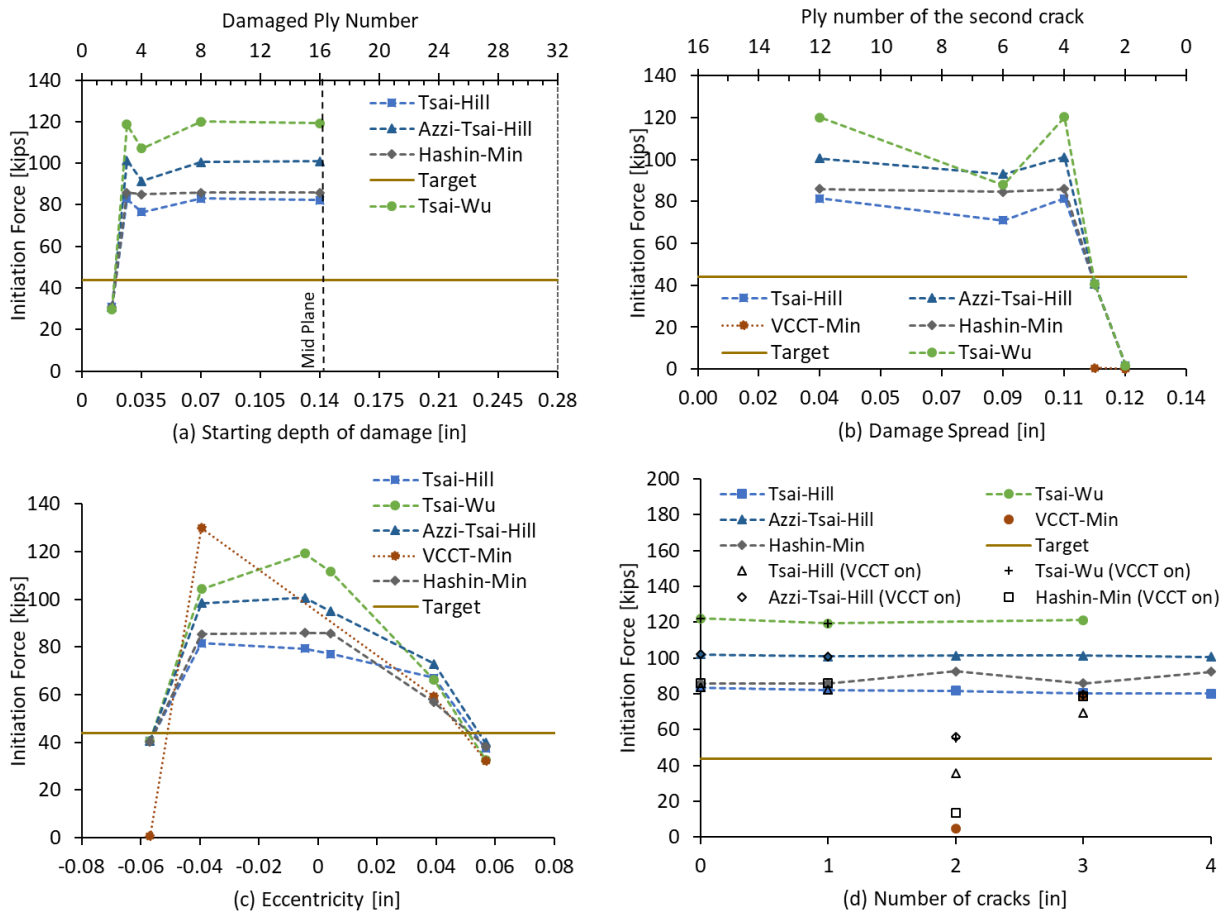 Damaged Ply Number
0 4 8 12 16 20 24 28 32
140
120
100
80
60
40
20
0
Initiation Force [kips]
Tsai-Hill
Azzi-Tsai-Hill
Hashin-Min
Target
Tsai-Wu
Mid Plane
0 0.035 0.07 0.105 0.14 0.175 0.21 0.245 0.28
(a) Starting depth of damage [in]
Ply number of the second crack
16 14 12 10 8 6 4 2 0
140
120
100
80
60
40
20
0
Initiation Force [kips]
Tsai-Hill Azzi-Tsai-Hill
VCCT-Min Hashin-Min
Target Tsai-Wu
0.00 0.04 0.06 0.09 0.11 0.11 0.12 0.14
(b) Damage Spread [in]
140
120
100
80
60
40
20
0
Initiation Force [kips]
Tsai-Hill
Tsai-Wu
Azzi-Tsai-Hill
VCCT-Min
Hashin-Min
Target
-0.08 -0.06 -0.04 -0.02 0 0.02 0.04 0.06 0.08
(c) Eccentricity [in]
200
180
160
140
120
100
80
60
40
20
0
Initiation Force [kips]
Tsai-Hill Tsai-Wu
Azzi-Tsai-Hill VCCT-Min
Hashin-Min Target
Tsai-Hill (VCCT on) Tsai-Wu (VCCT on)
Azzi-Tsai-Hill (VCCT on) Hashin-Min (VCCT on)
0 1 2 3 4
(d) Number of cracks [in]